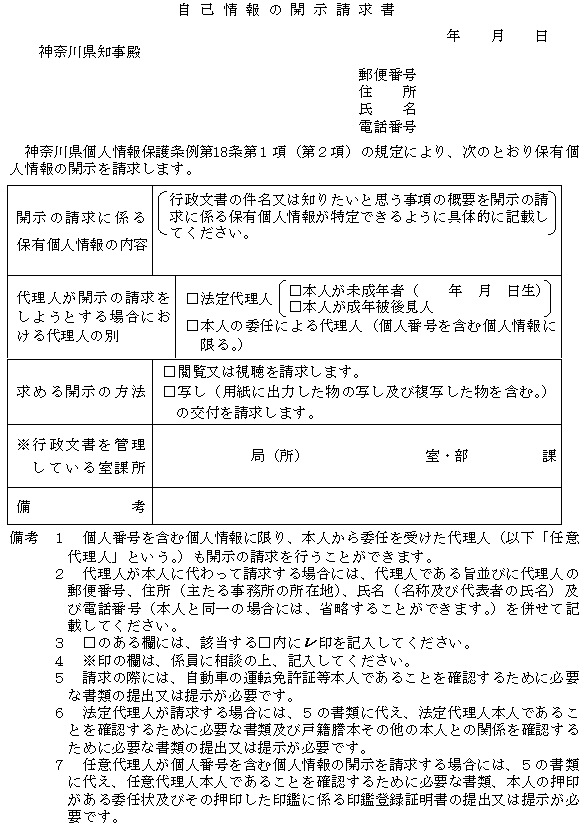 自己情報の開示請求書
年　　月　　日
神奈川県知事殿
郵便番号
住　　所
氏　　名
電話番号
神奈川県個人情報保護条例第18条第１項（第２項）の規定により、次のとおり保有個
人情報の開示を請求します。
開示の請求に係る
保有個人情報の内容
行政文書の件名又は知りたいと思う事項の概要を開示の請
求に係る保有個人情報が特定できるように具体的に記載し
てください。
代理人が開示の請求を
しようとする場合にお
ける代理人の別
□法定代理人
□本人が未成年者（　　年　月　日生）
□本人が成年被後見人
□本人の委任による代理人（個人番号を含む個人情報に
限る。）
求める開示の方法
□閲覧又は視聴を請求します。
□写し（用紙に出力した物の写し及び複写した物を含む。）
の交付を請求します。
※行政文書を管理
している室課所
局（所）　　　　　　　　室・部　　　　　課
備　　　　　　　考
備考　１　個人番号を含む個人情報に限り、本人から委任を受けた代理人（以下「任意
代理人」という。）も開示の請求を行うことができます。
２　代理人が本人に代わって請求する場合には、代理人である旨並びに代理人の
郵便番号、住所（主たる事務所の所在地）、氏名（名称及び代表者の氏名）及
び電話番号（本人と同一の場合には、省略することができます。）を併せて記
載してください。
３　□のある欄には、該当する□内に✓印を記入してください。
４　※印の欄は、係員に相談の上、記入してください。
５　請求の際には、自動車の運転免許証等本人であることを確認するために必要
な書類の提出又は提示が必要です。
６　法定代理人が請求する場合には、５の書類に代え、法定代理人本人であるこ
とを確認するために必要な書類及び戸籍謄本その他の本人との関係を確認する
ために必要な書類の提出又は提示が必要です。
７　任意代理人が個人番号を含む個人情報の開示を請求する場合には、５の書類
に代え、任意代理人本人であることを確認するために必要な書類、本人の押印
がある委任状及びその押印した印鑑に係る印鑑登録証明書の提出又は提示が必
要です。